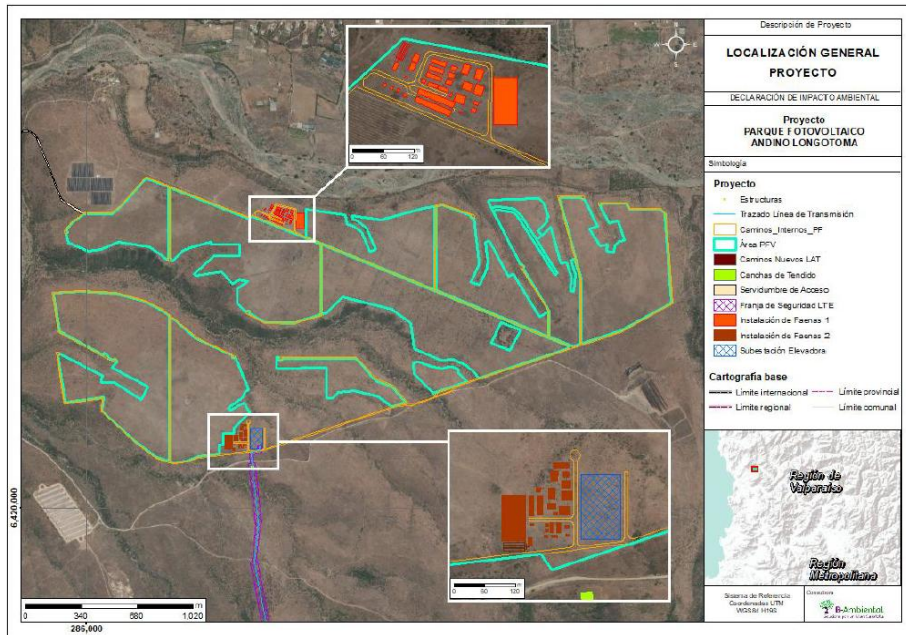 Descripción de Proyecto
LOCALIZACIÓN GENERAL
PROYECTO
DECLARACIÓN DE IMPACTO AMBIENTAL
Proyecto
PARQUE FOTOVOLTAICO
ANDINO LONGOTOMA
Simbología
Proyecto
Estructuras
Trazado Línea de Transmisión
Caminos_Internos_PF
Área PFV
Caminos Nuevos LAT
Canchas de Tendido
Servidumbre de Acceso
Franja de Seguridad LTE
Instalación de Faenas 1
Instalación de Faenas 2
Subestación Elevadora
Cartografía base
Límite internacional
Límite provincial
Límite regional
Límite comunal
Región de
Valparaíso
Región
Metropolitana
Sistema de Referencia
Coordenadas UTM
WGS84 H19S
Consultora
B-Ambiental
N
W
E
S
m
0 60 120
m
0 60 120
m
0 340 680 1,020
286,000
6,420,000